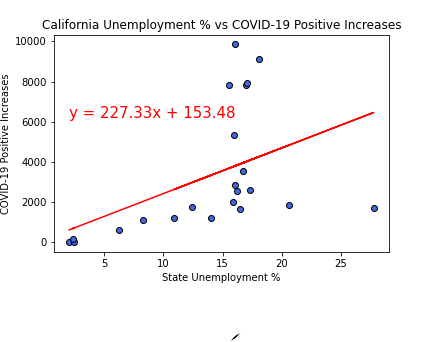 California Unemployment % vs COVID-19 Positive Increases
10000
8000
6000
4000
2000
0
COVID-19 Positive Increases
y = 227.33x + 153.48
5
10
15
20
25
State Unemployment %